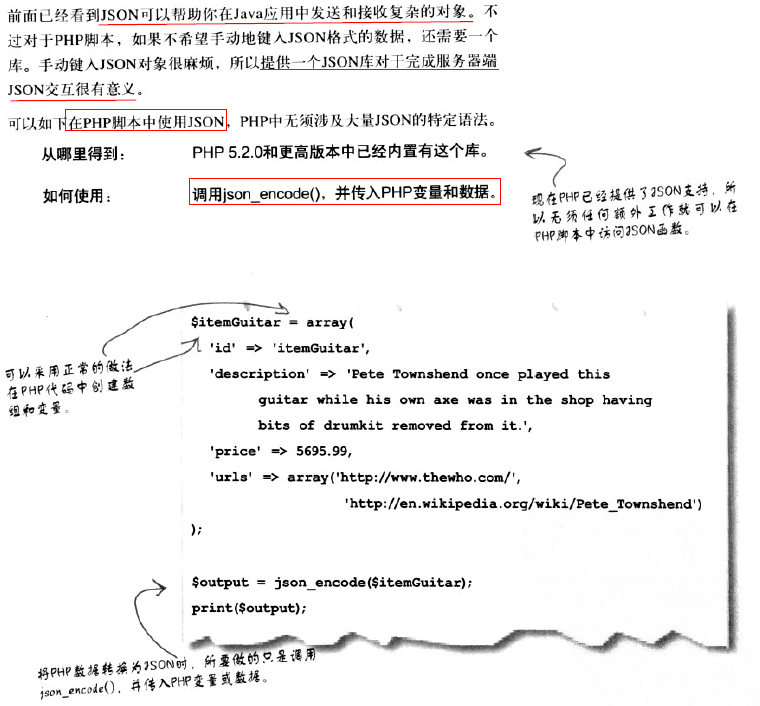 前面已经看到JSON可以帮助你在Java应用中发送和接收复杂的对象。不
过对于PHP脚本，如果不希望手动地键入JSON格式的数据，还需要一个
库。手动键入JSON对象很麻烦，所以提供一个JSON库对于完成服务器端
JSON交互很有意义。
可以如下在PHP脚本中使用JSON，PHP中无须涉及大量JSON的特定语法。
从哪里得到： PHP 5.2.0和更高版本中已经内置有这个库。
如何使用： 调用json_encode()，并传入PHP变量和数据。
现在PHP已经提供了JSON支持，所
以无须任何额外工作就可以在
PHP脚本中访问JSON函数。
$itemGuitar = array(
'id' => 'itemGuitar',
'description' => 'Pete Townshend once played this
guitar while his own axe was in the shop having
bits of drumkit removed from it.',
'price' => 5695.99,
'urls' => array('http://www.thewho.com/',
'http://en.wikipedia.org/wiki/Pete_Townshend')
);
$output = json_encode($itemGuitar);
print($output);
可以采用正常的做法
在PHP代码中创建数
组和变量。
将PHP数据转换为JSON时，所要做的只是调用
json_encode()，并传入PHP变量或数据。